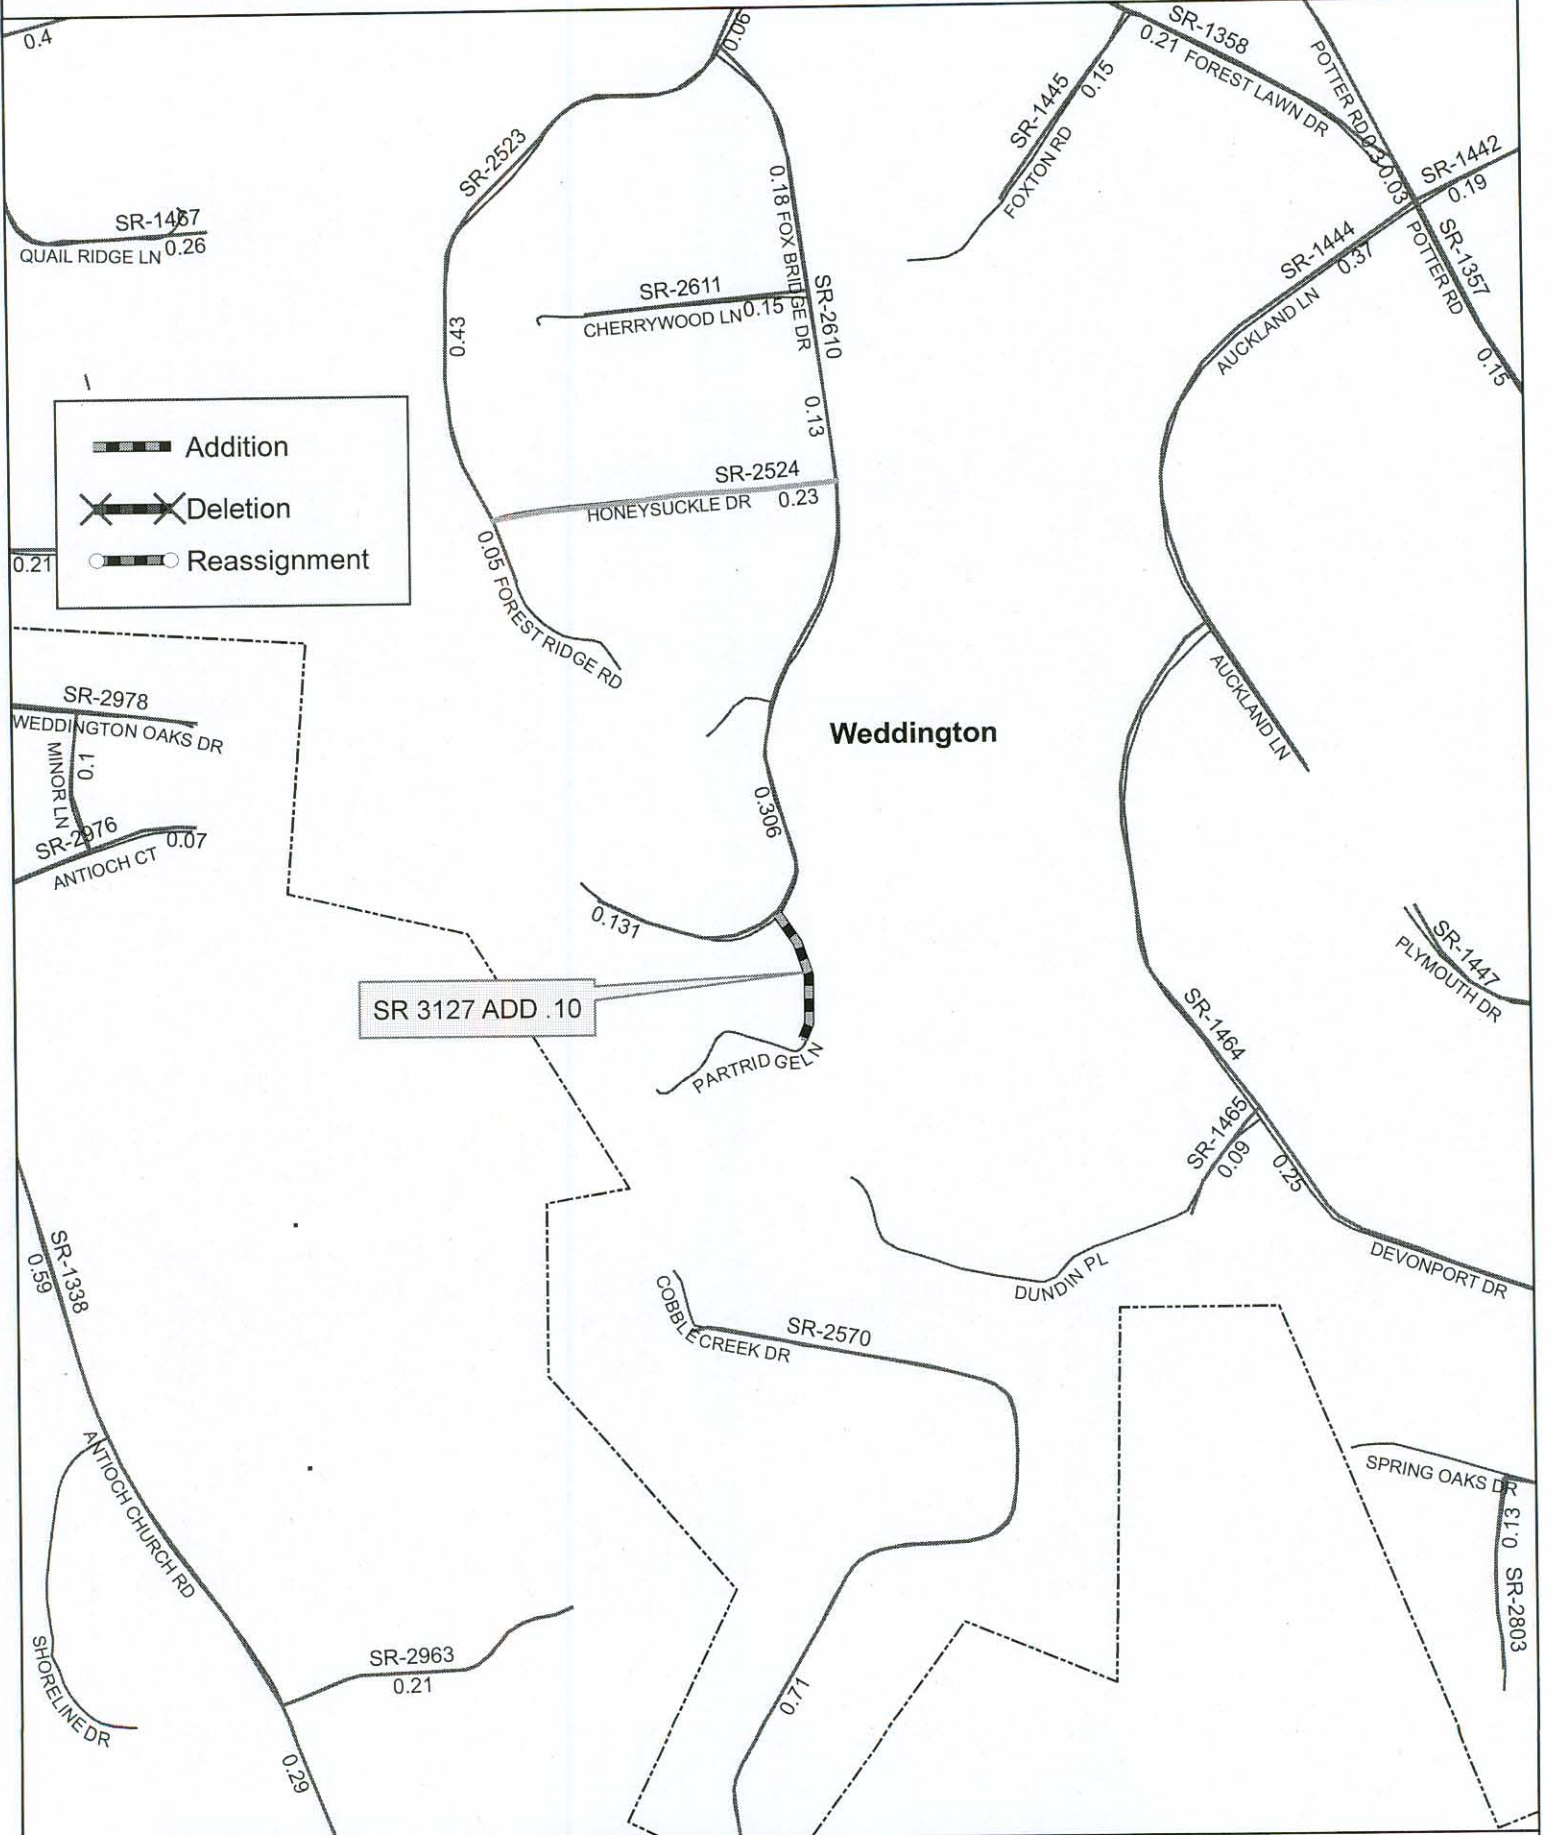 0.4
0.06
SR-1358
0.21 FOREST LAWN DR
POTTER RD 0.3
0.03
SR-1445
0.15
FOXTON RD
SR-1442
0.19
SR-2523
0.18 FOX BRIDGE DR
SR-1467
QUAIL RIDGE LN 0.26
SR-1444
0.37
AUCKLAND LN
SR-1357
POTTER RD
0.15
SR-2611
CHERRYWOOD LN 0.15
SR-2610
0.43
0.13
Addition
Deletion
Reassignment
0.21
SR-2524
HONEYSUCKLE DR 0.23
0.05 FOREST RIDGE RD
SR-2978
WEDDINGTON OAKS DR
MINOR LN
0.1
SR-2976
0.07
ANTIOCH CT
Weddington
AUCKLAND LN
0.306
0.131
SR 3127 ADD .10
PARTRID GELN
SR-1447
PLYMOUTH DR
SR-1464
SR-1465
0.09
0.25
DEVONPORT DR
DUNDIN PL
SR-1338
0.59
COBBLECREEK DR
SR-2570
ANTIOCH CHURCH RD
SPRING OAKS DR
0.13
SR-2803
SHORELINE DR
SR-2963
0.21
0.71
0.29